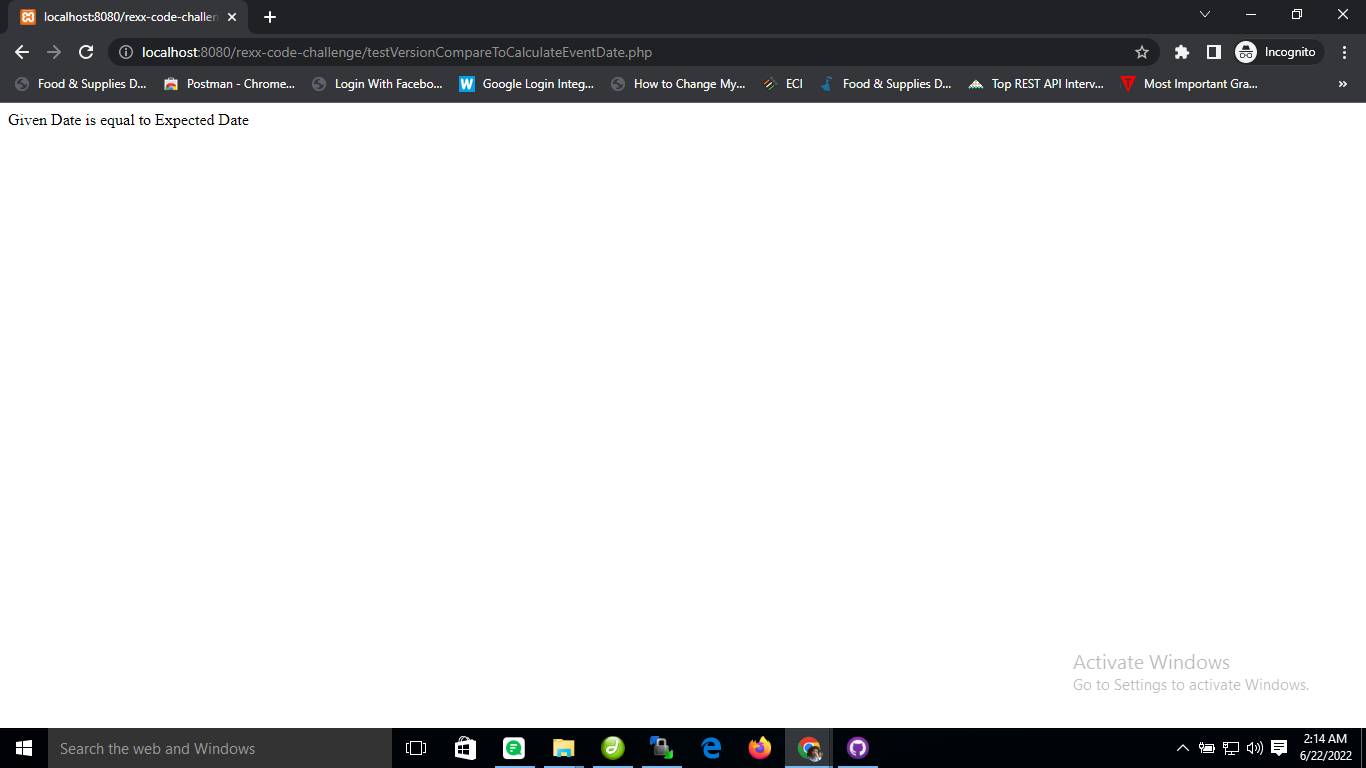 localhost:8080/rexx-code-challen
localhost:8080/rexx-code-challenge/testVersionCompareToCalculateEventDate.php
Incognito
Food & Supplies D...
Postman - Chrome...
Login With Facebo...
Google Login Integ...
How to Change My...
ECI
Food & Supplies D...
Top REST API Interv...
Most Important Gra...
»
Given Date is equal to Expected Date
Activate Windows
Go to Settings to activate Windows.
Search the web and Windows
2:14 AM
6/22/2022